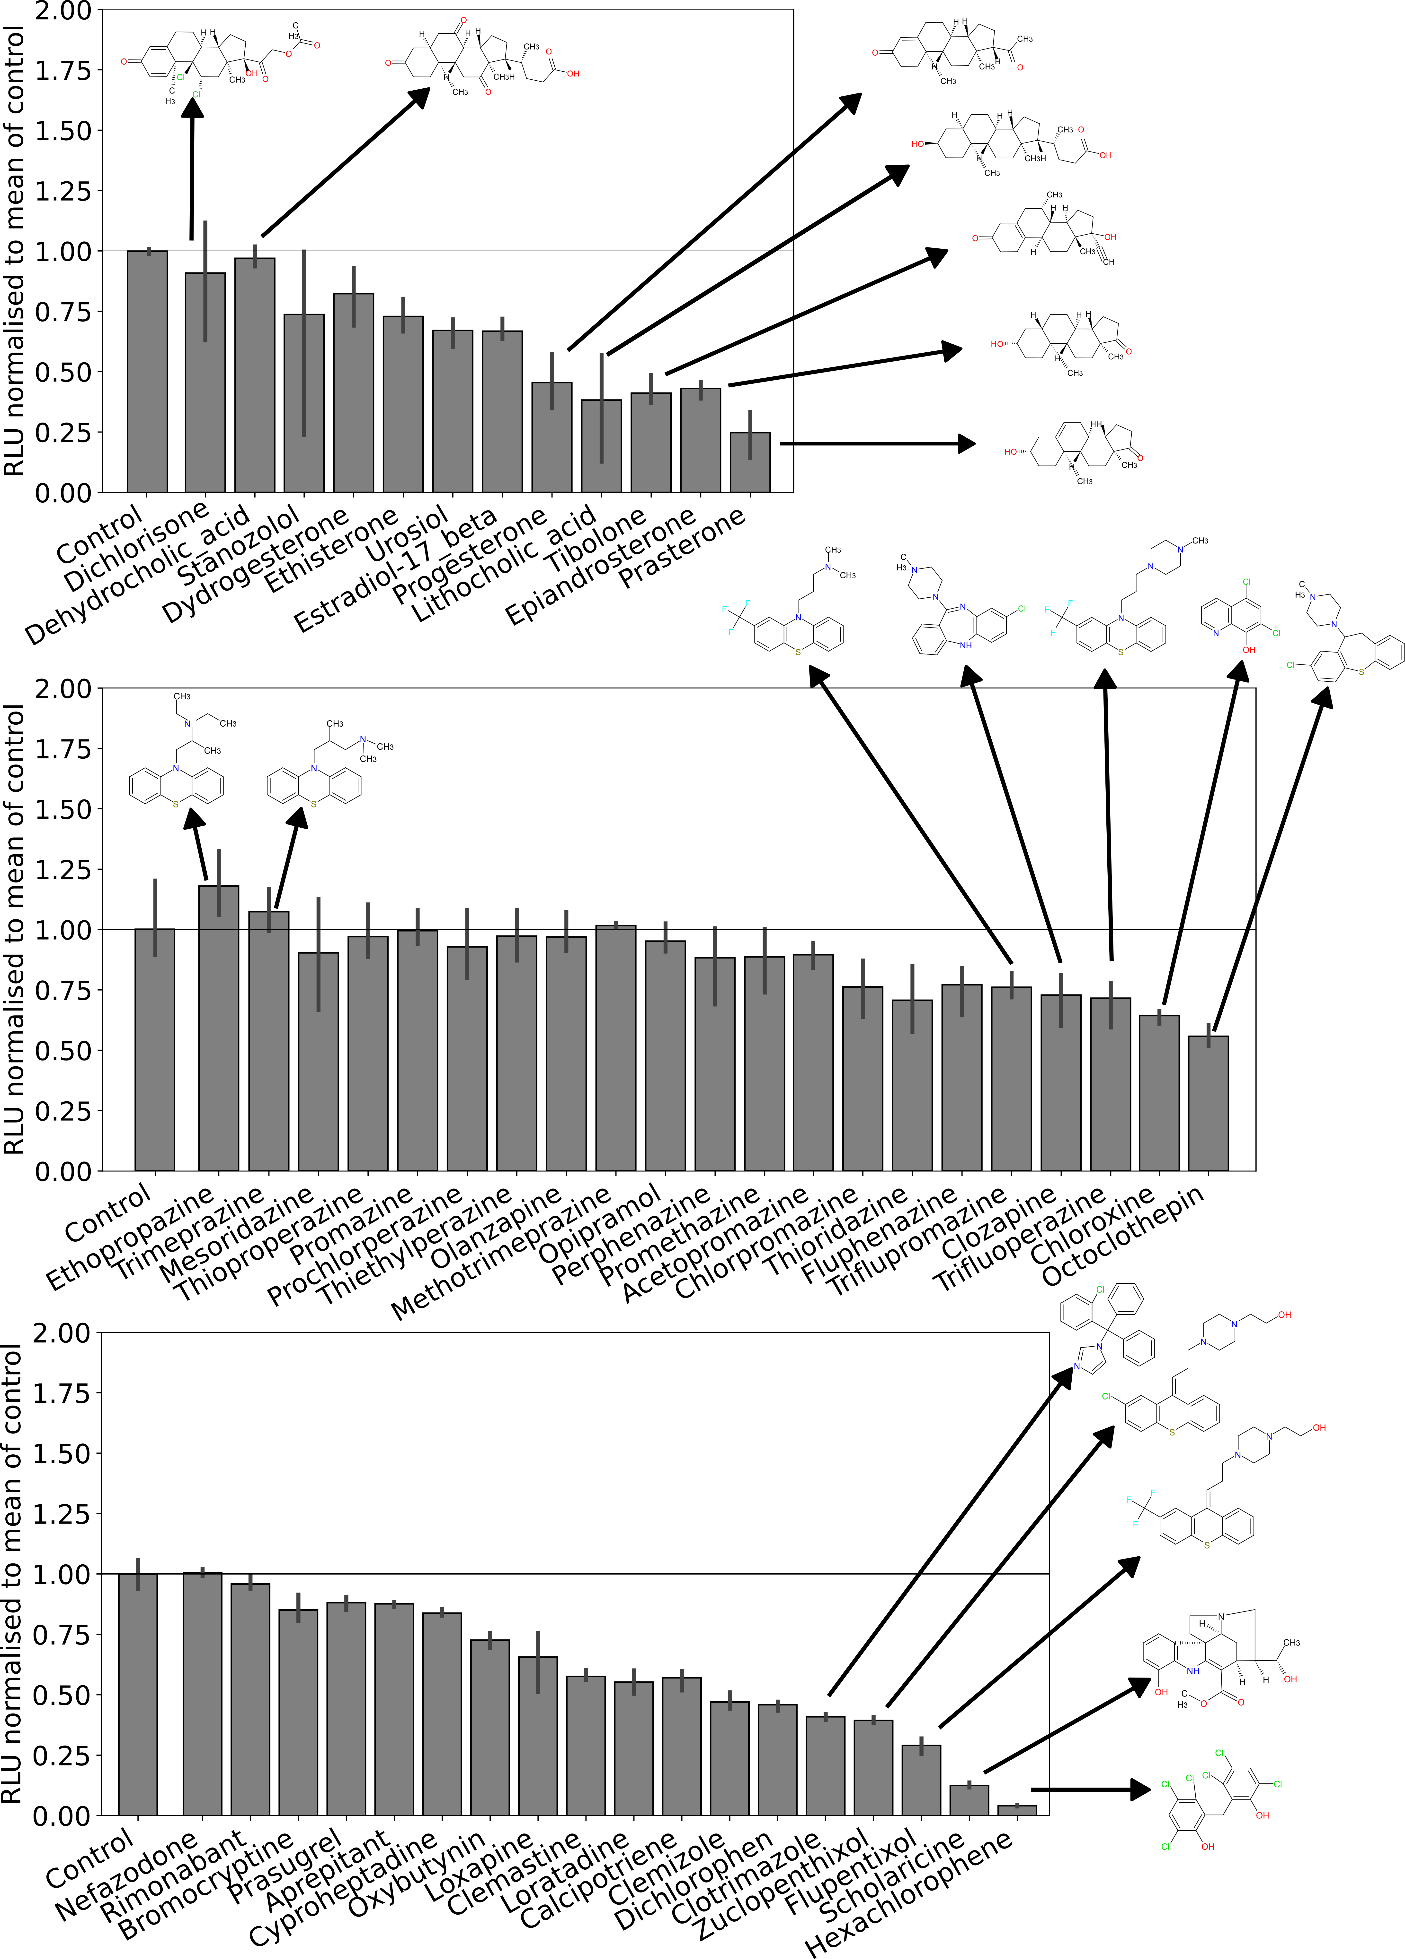 RLU normalised to mean of control
2.00
1.75
1.50
1.25
1.00
0.75
0.50
0.25
0.00
Control
Dichlorisone
Dehydrocholic_acid
Stanozolol
Dydrogesterone
Ethisterone
Urosiol
Estradiol-17_beta
Progesterone
Lithocholic_acid
Tibolone
Epiandrosterone
Prasterone
RLU normalised to mean of control
2.00
1.75
1.50
1.25
1.00
0.75
0.50
0.25
0.00
Control
Ethopropazine
Trimeprazine
Mesoridazine
Thioproperazine
Promazine
Prochlorperazine
Thiethylperazine
Olanzapine
Methotrimeprazine
Opipramol
Perphenazine
Promethazine
Acetopromazine
Chlorpromazine
Thioridazine
Fluphenazine
Triflupromazine
Clozapine
Trifluoperazine
Chloroxine
Octoclothepin
RLU normalised to mean of control
2.00
1.75
1.50
1.25
1.00
0.75
0.50
0.25
0.00
Control
Nefazodone
Rimonabant
Bromocryptine
Prasugrel
Aprepitant
Cyproheptadine
Oxybutynin
Loxapine
Clemastine
Loratadine
Calcipotriene
Clemizole
Dichlorophen
Clotrimazole
Zuclopenthixol
Flupentixol
Scholaricine
Hexachlorophene